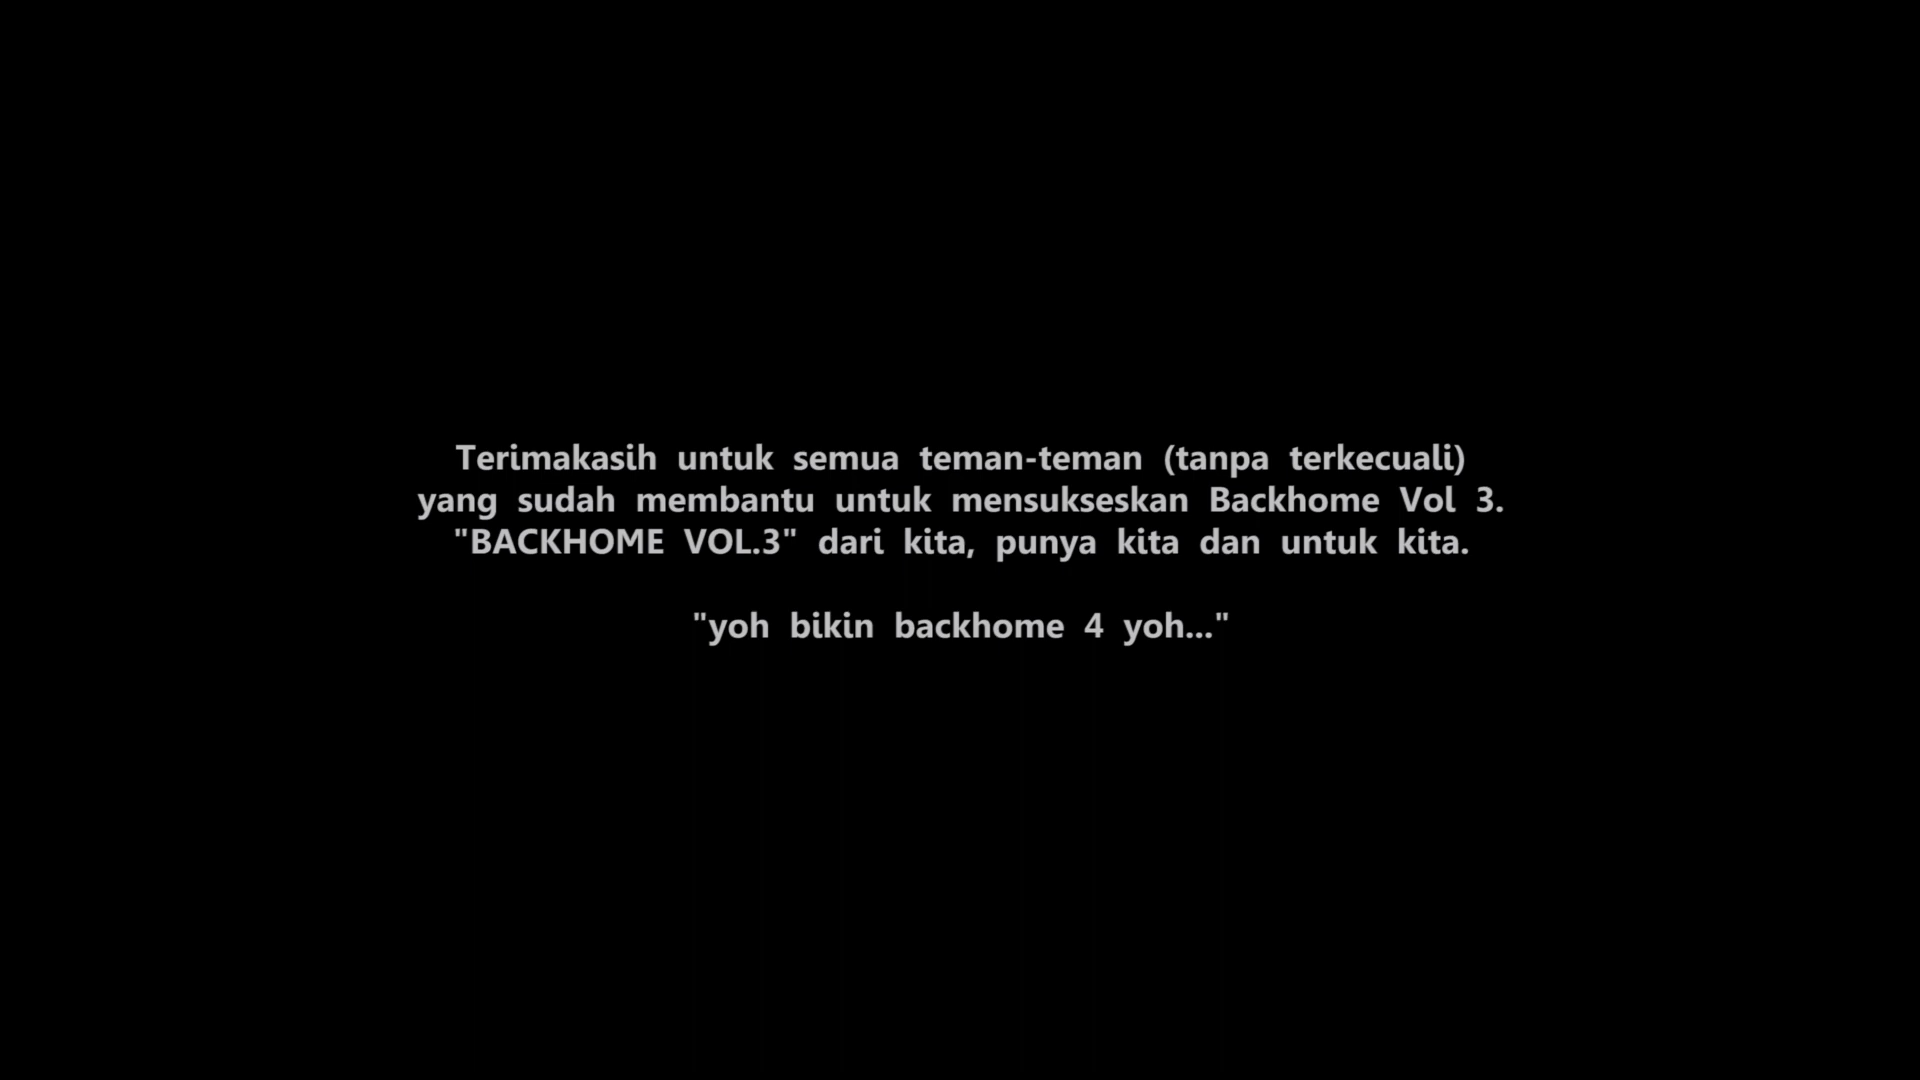 Terimakasih untuk semua teman-teman (tanpa terkecuali)
yang sudah membantu untuk mensukseskan Backhome Vol 3.
"BACKHOME VOL.3" dari kita, punya kita dan untuk kita.
"yoh bikin backhome 4 yoh..."